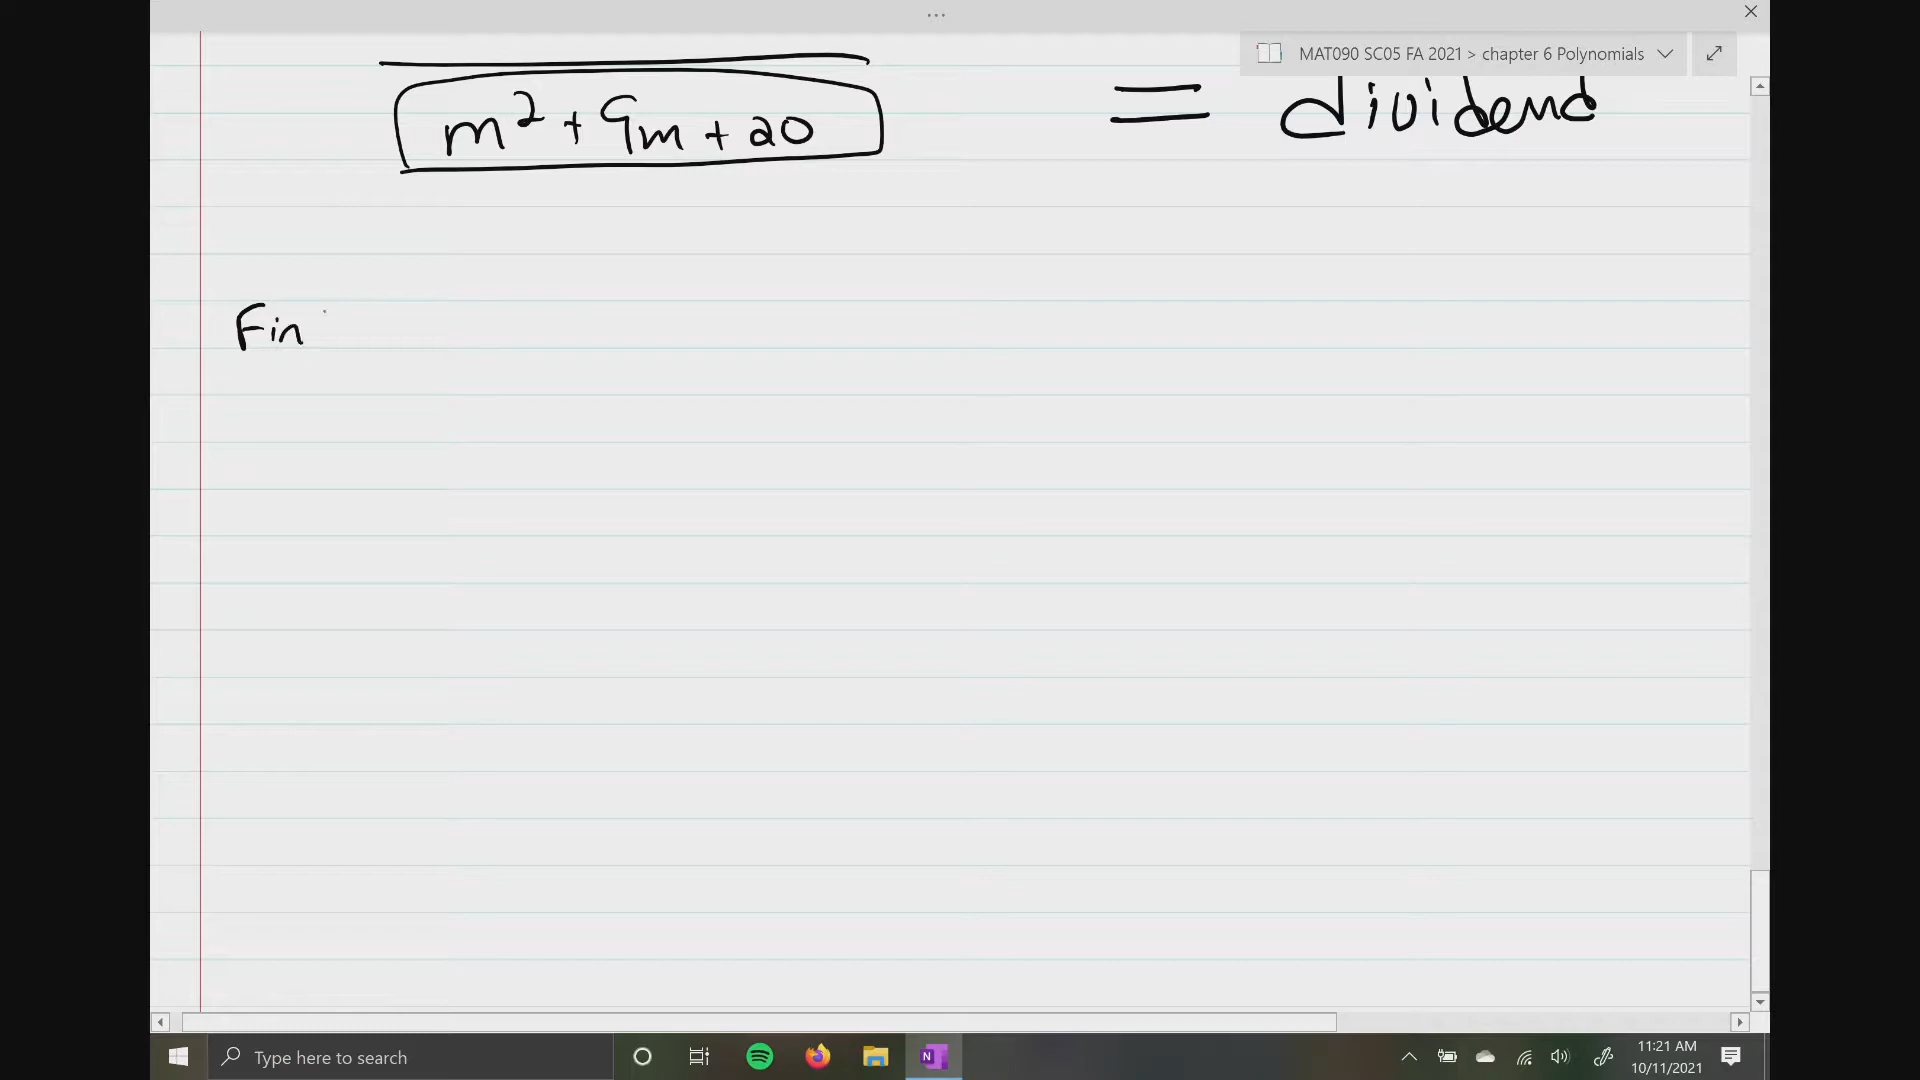 MAT090 SC05 FA 2021 > chapter 6 Polynomials
m² + 9m + 20 = dividend
Fin
Type here to search
11:21 AM
10/11/2021